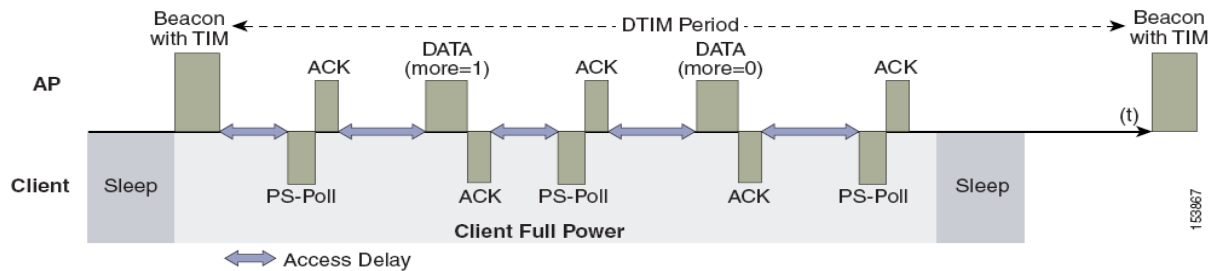 Beacon
with TIM
DTIM Period
Beacon
with TIM
ACK
DATA
(more=1)
ACK
DATA
(more=0)
ACK
AP
(t)
Client
Sleep
PS-Poll
ACK
PS-Poll
ACK
PS-Poll
Sleep
Client Full Power
Access Delay
153867